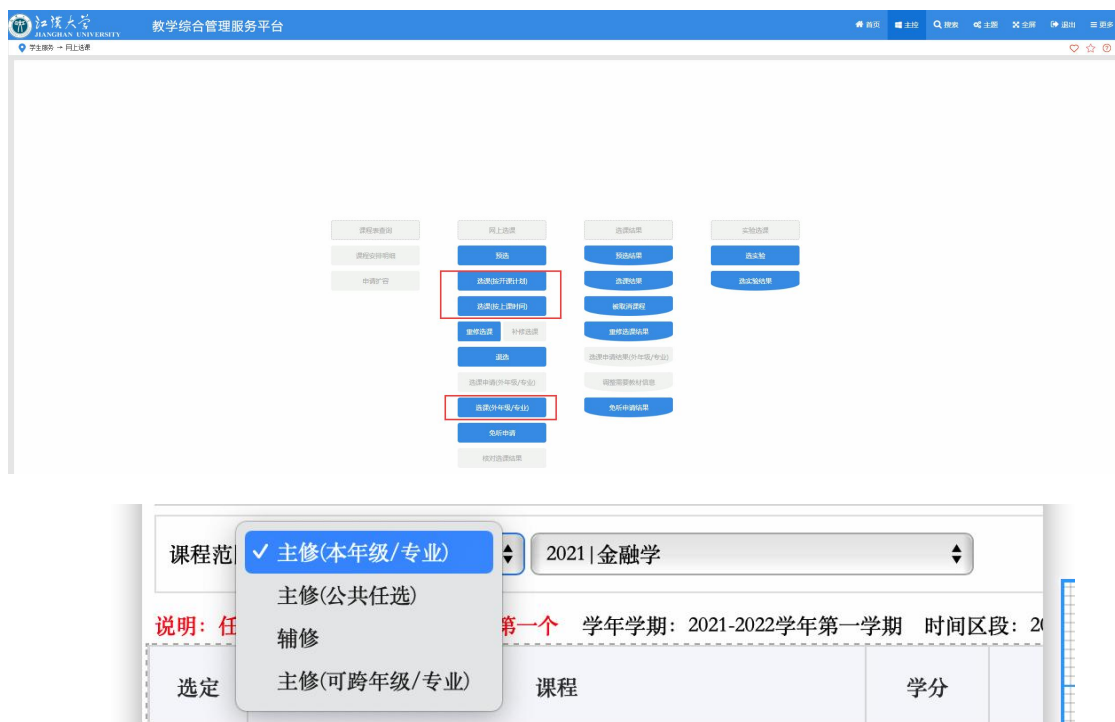 江汉大学
JIANGHAN UNIVERSITY
教学综合管理服务平台
首页 主控 搜索 主题 全屏 退出 更多
学生服务 → 网上选课
课程表查询 网上选课 选课结果 实验选课
课程安排明细 预选 预选结果 选实验
申请扩容 选课(按开课计划) 选课结果 选实验结果
选课(按上课时间) 被取消课程
重修选课 补修选课 重修选课结果
退选 选课申请结果(外年级/专业)
选课申请(外年级/专业) 调整需要教材信息
选课(外年级/专业) 免听申请结果
免听申请
核对选课结果
课程范 ✓ 主修(本年级/专业) 2021|金融学
主修(公共任选)
说明: 任 第一个 学年学期: 2021-2022学年第一学期 时间区段: 20
辅修
主修(可跨年级/专业)
选定 课程 学分